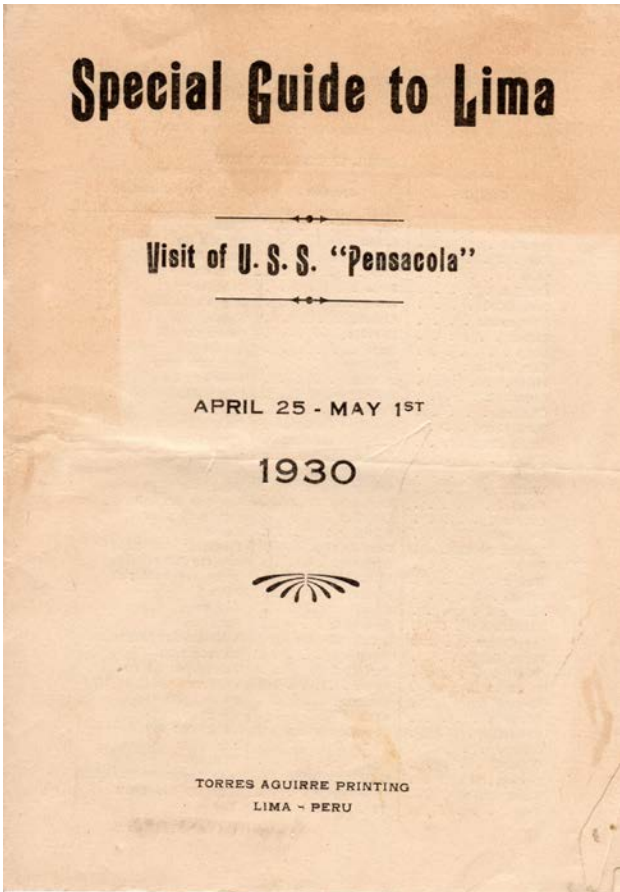 Special Guide to Lima
Visit of U. S. S. “Pensacola”
APRIL 25 - MAY 1ST
1930
TORRES AGUIRRE PRINTING
LIMA - PERU